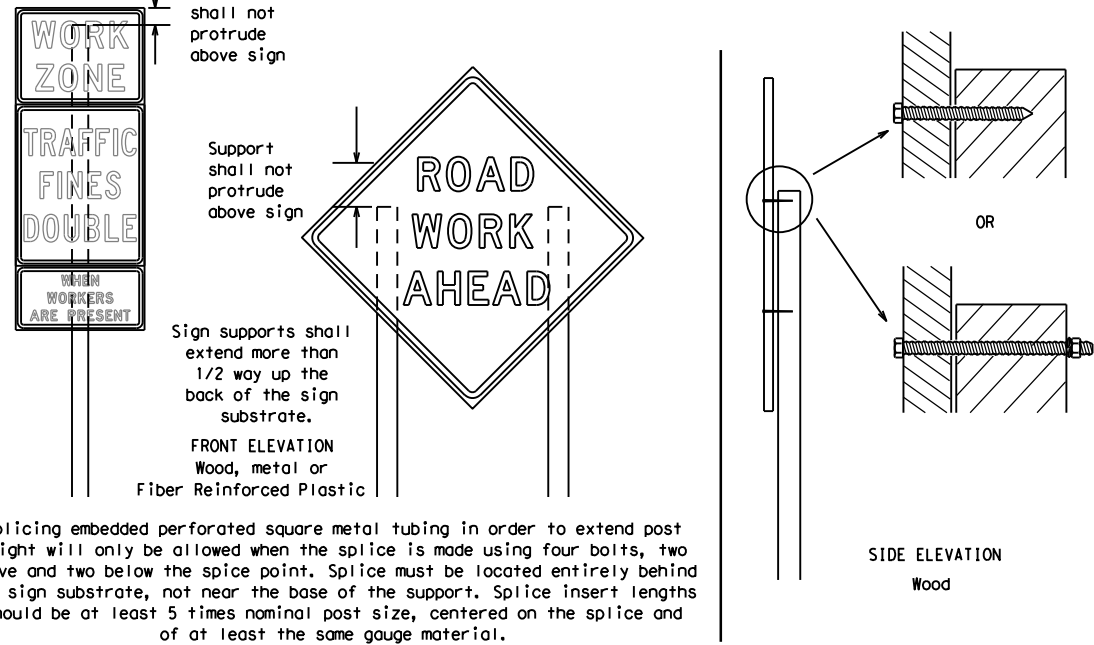 shall not
protrude
above sign
WORK
ZONE
TRAFFIC
FINES
DOUBLE
WHEN
WORKERS
ARE PRESENT
Support
shall not
protrude
above sign
ROAD
WORK
AHEAD
Sign supports shall
extend more than
1/2 way up the
back of the sign
substrate.
FRONT ELEVATION
Wood, metal or
Fiber Reinforced Plastic
OR
SIDE ELEVATION
Wood
plicing embedded perforated square metal tubing in order to extend post
ight will only be allowed when the splice is made using four bolts, two
ve and two below the spice point. Splice must be located entirely behind
sign substrate, not near the base of the support. Splice insert lengths
ould be at least 5 times nominal post size, centered on the splice and
of at least the same gauge material.